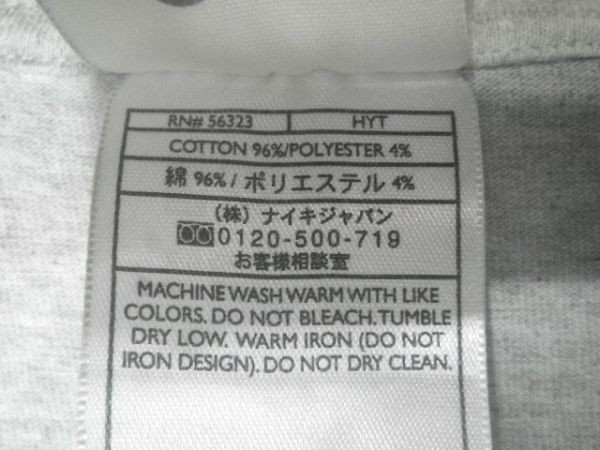 RN# 56323 HYT
COTTON 96%/POLYESTER 4%
綿 96% / ポリエステル 4%
(株) ナイキジャパン
0120-500-719
お客様相談室
MACHINE WASH WARM WITH LIKE
COLORS. DO NOT BLEACH. TUMBLE
DRY LOW. WARM IRON (DO NOT
IRON DESIGN). DO NOT DRY CLEAN.